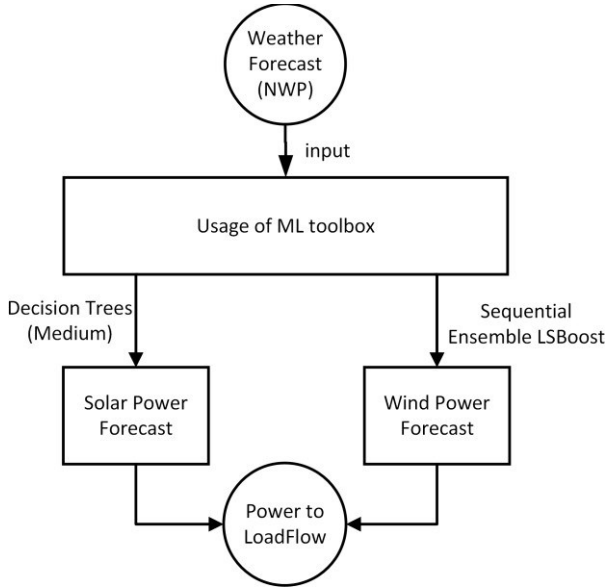 Weather
Forecast
(NWP)
input
Usage of ML toolbox
Decision Trees
(Medium)
Sequential
Ensemble LSBoost
Solar Power
Forecast
Wind Power
Forecast
Power to
LoadFlow